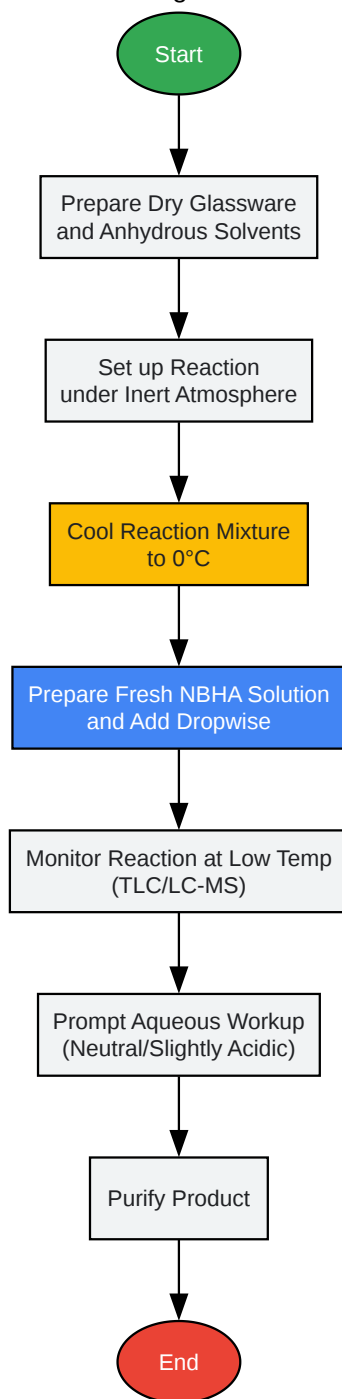 Start
Prepare Dry Glassware
and Anhydrous Solvents
Set up Reaction
under Inert Atmosphere
Cool Reaction Mixture
to 0°C
Prepare Fresh NBHA Solution
and Add Dropwise
Monitor Reaction at Low Temp
(TLC/LC-MS)
Prompt Aqueous Workup
(Neutral/Slightly Acidic)
Purify Product
End